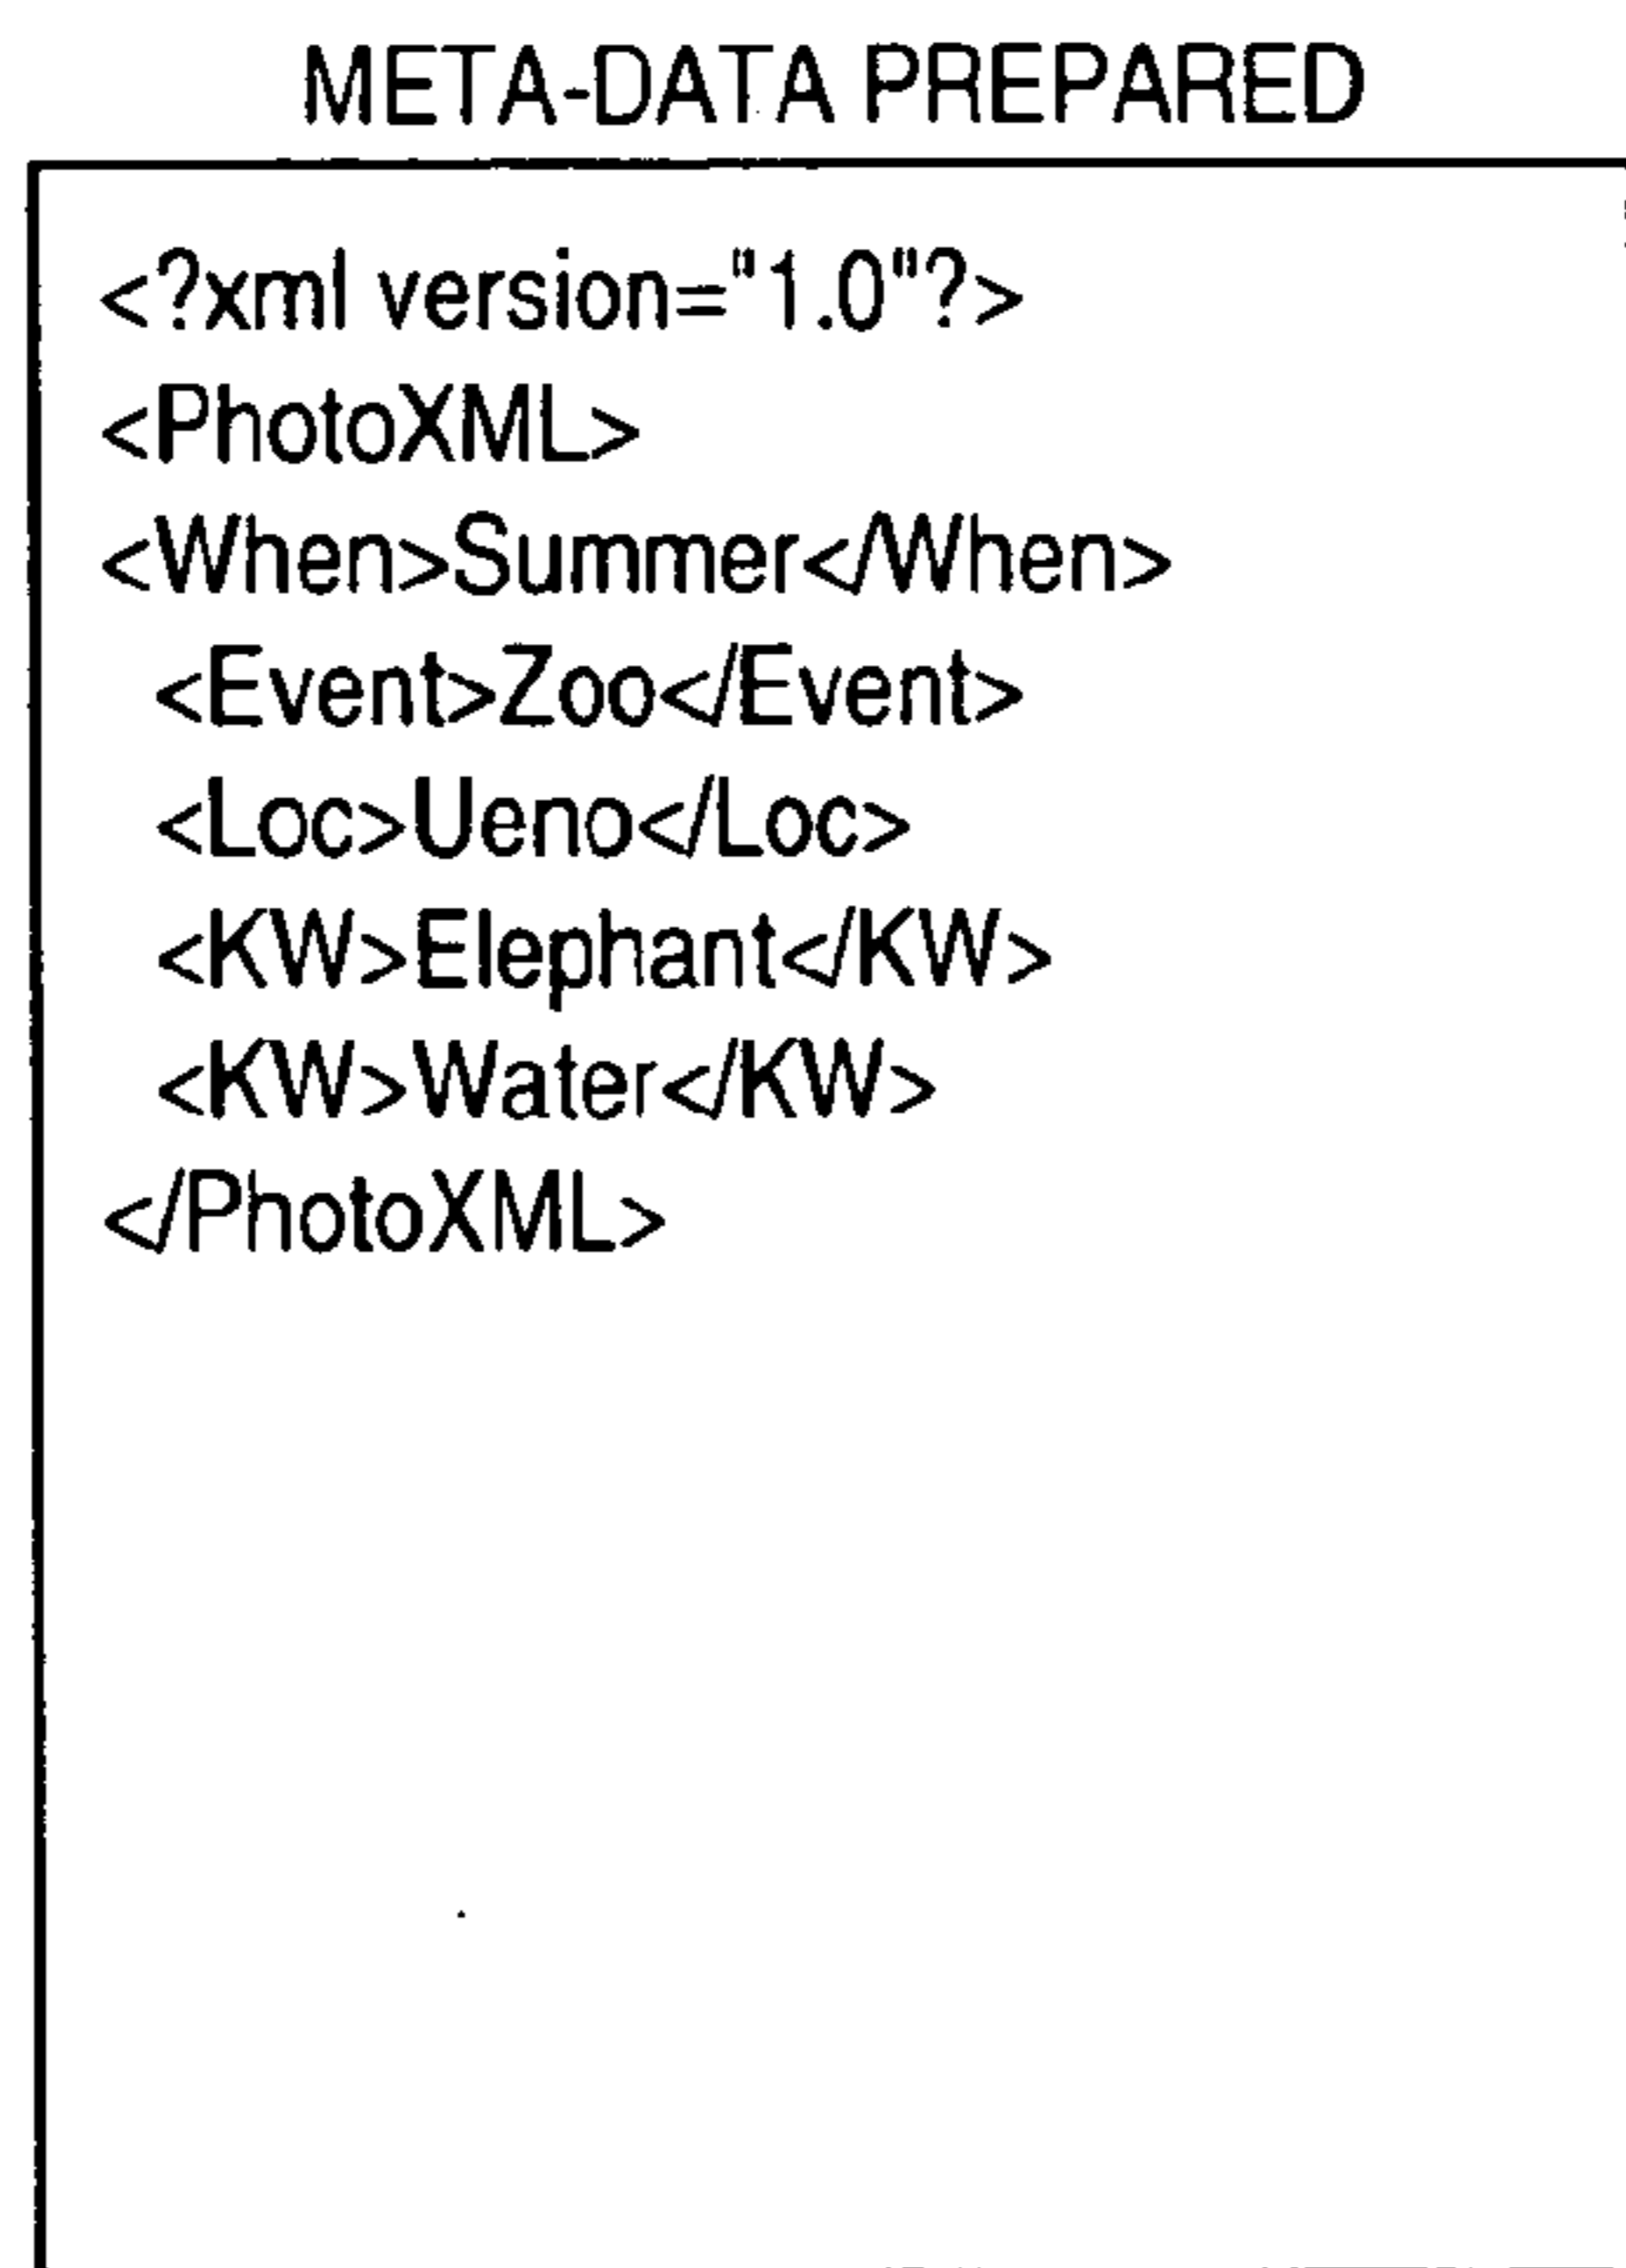 META-DATA PREPARED
<?xml version="1.0"?>
<PhotoXML>
<When>Summer</When>
<Event>Zoo</Event>
<Loc>Ueno</Loc>
<KW>Elephant</KW>
<KW>Water</KW>
</PhotoXML>